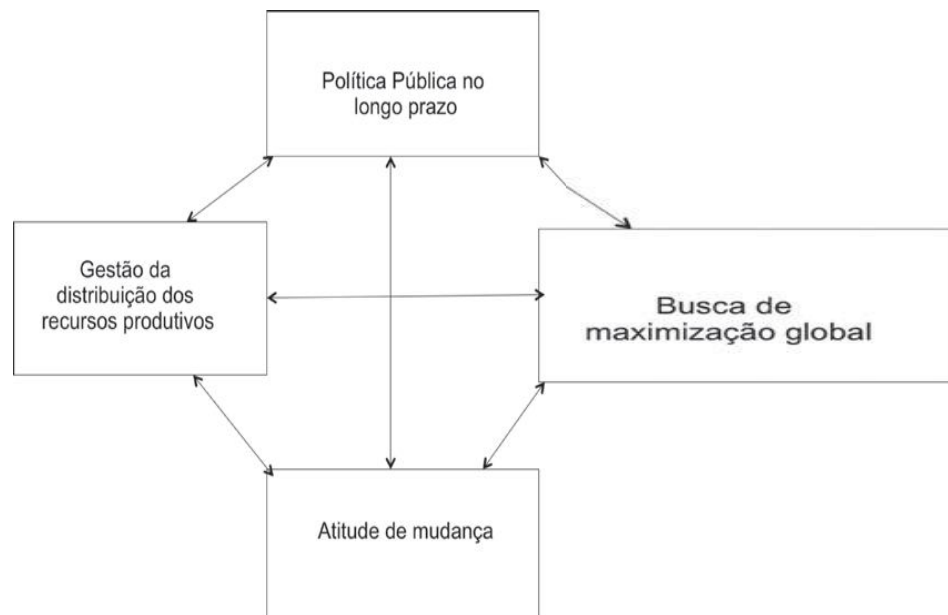 Política Pública no
longo prazo
Gestão da
distribuição dos
recursos produtivos
Busca de
maximização global
Atitude de mudança